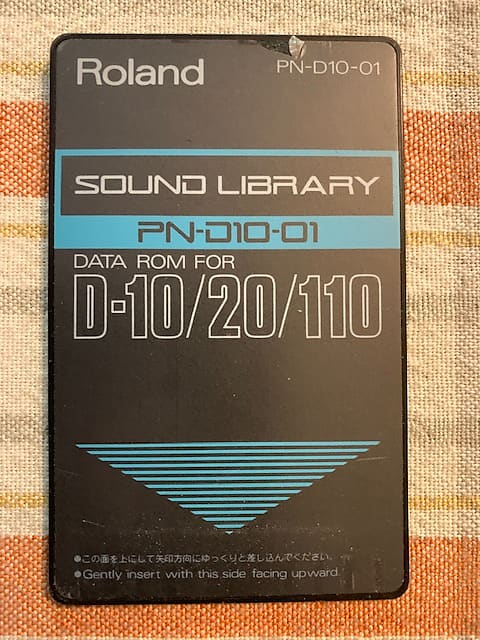 Roland
PN-D10-01
SOUND LIBRARY
PN-D10-01
DATA ROM FOR
D-10/20/110
●この面を上にして矢印方向にゆっくりと差し込んでください。
●Gently insert with this side facing upward.